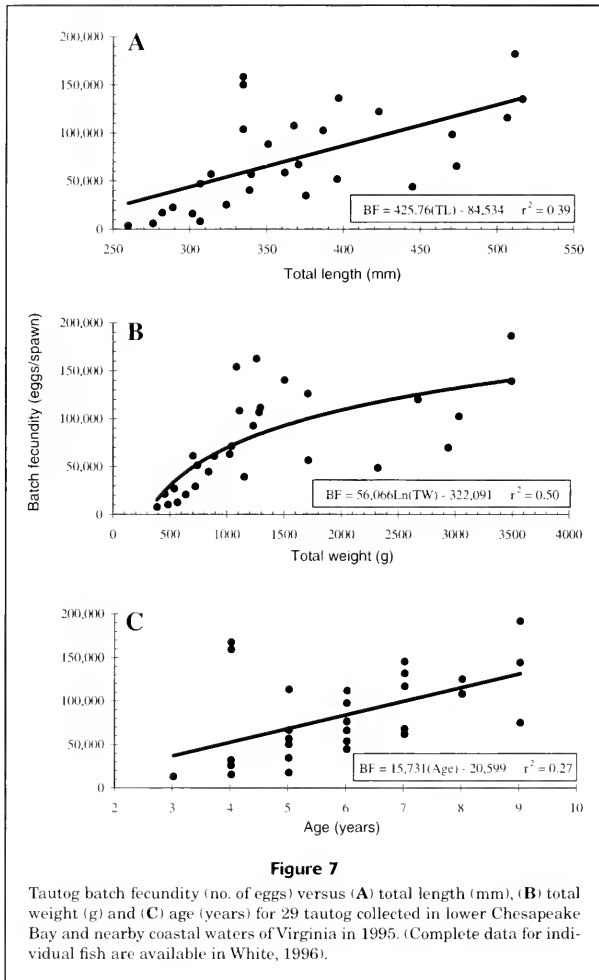 A
200,000
150,000
100,000
50,000
0
250 300 350 400 450 500 550
BF = 425.76(TL) - 84,534 r² = 0 39
Total length (mm)
B
Batch fecundity (eggs/spawn)
200,000
150,000
100,000
50,000
0
0 500 1000 1500 2000 2500 3000 3500 4000
BF = 56,066Ln(TW) - 322,091 r² = 0.50
Total weight (g)
C
200,000
150,000
100,000
50,000
0
2 3 4 5 6 7 8 9 10
BF = 15,731(Age) - 20,599 r² = 0.27
Age (years)
Figure 7
Tautog batch fecundity (no. of eggs) versus (A) total length (mm), (B) total
weight (g) and (C) age (years) for 29 tautog collected in lower Chesapeake
Bay and nearby coastal waters of Virginia in 1995. (Complete data for indi-
vidual fish are available in White, 1996).